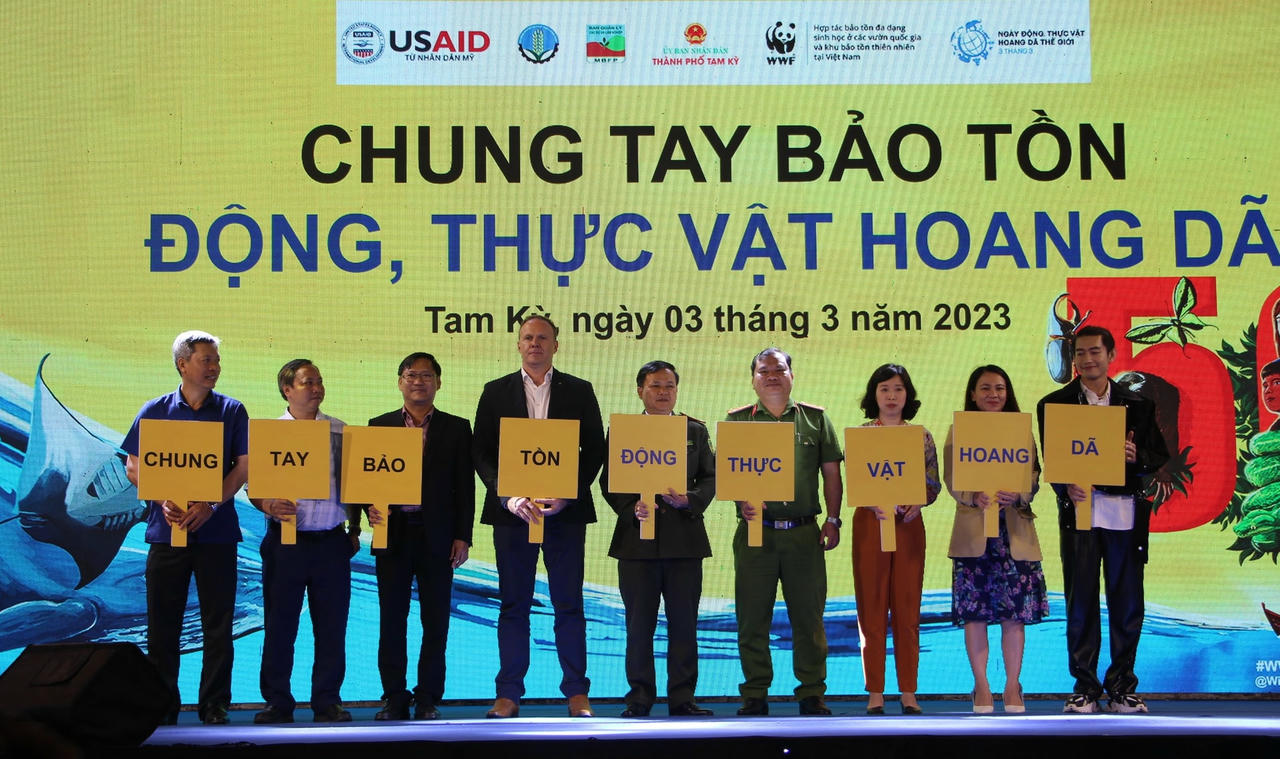 USAID
TỪ NHÂN DÂN MỸ
MBFP
ỦY BAN NHÂN DÂN
THÀNH PHỐ TAM KỲ
WWF
Hợp tác bảo tồn đa dạng
sinh học ở các vườn quốc gia
và khu bảo tồn thiên nhiên
tại Việt Nam
NGÀY ĐỘNG, THỰC VẬT
HOANG DÃ THẾ GIỚI
3 THÁNG 3
CHUNG TAY BẢO TỒN
ĐỘNG, THỰC VẬT HOANG DÃ
Tam Kỳ, ngày 03 tháng 3 năm 2023
5
CHUNG
TAY
BẢO
TỒN
ĐỘNG
THỰC
VẬT
HOANG
DÃ
#W
@Wi